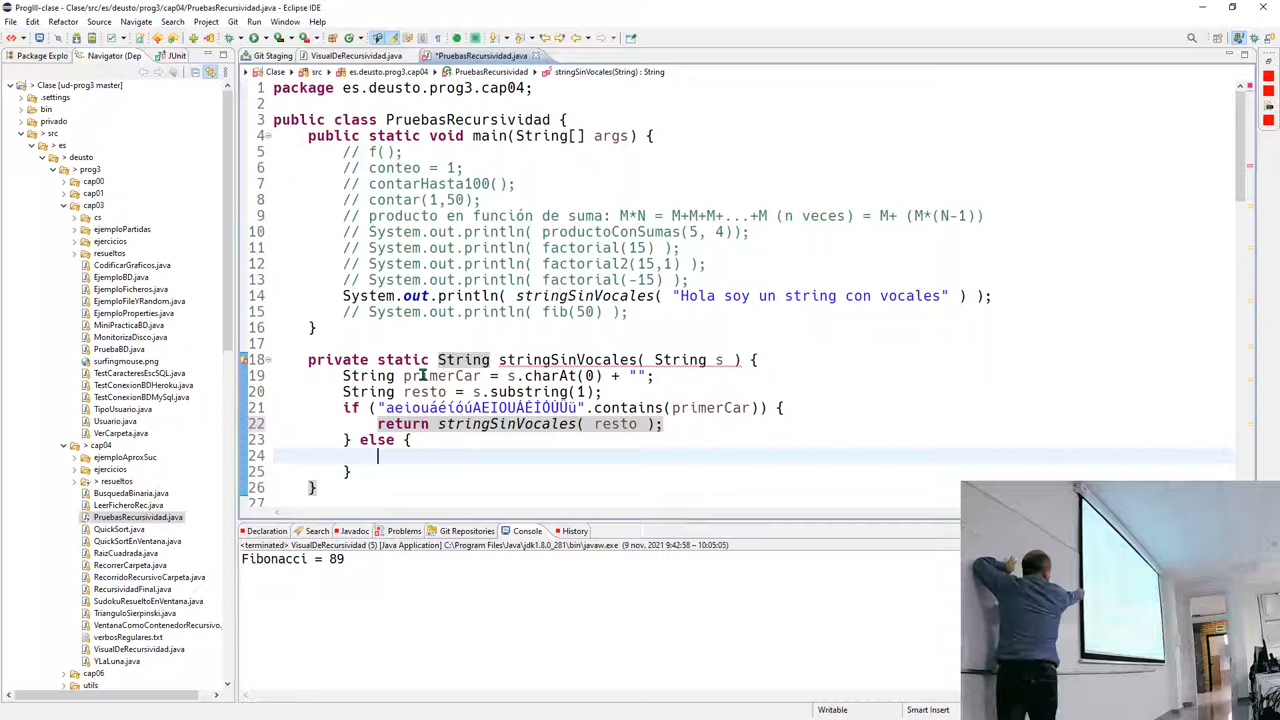 ProgIII-clase - Clase/src/es/deusto/prog3/cap04/PruebasRecursividad.java - Eclipse IDE
File Edit Refactor Source Navigate Search Project Git Run Window Help
Package Explo
Navigator (Dep
JUnit
Clase [ud-prog3 master]
.settings
bin
privado
> src
> es
> deusto
> prog3
cap00
cap01
cap03
cs
ejemploPartidas
ejercicios
resueltos
CodificarGraficos.java
EjemploBD.java
EjemploFicheros.java
EjemploFileYRandom.java
EjemploProperties.java
MiniPracticaBD.java
MonitorizaDisco.java
PruebaBD.java
surfingmouse.png
TestCaracteresEscSQL.java
TestConexionBDHeroku.java
TestConexionBDMySql.java
TipoUsuario.java
Usuario.java
VerCarpeta.java
> cap04
ejemploAproxSuc
ejercicios
> resueltos
BusquedaBinaria.java
LeerFicheroRec.java
PruebasRecursividad.java
QuickSort.java
QuickSortEnVentana.java
RaizCuadrada.java
RecorrerCarpeta.java
RecorridoRecursivoCarpeta.java
RecursividadFinal.java
SudokuResueltoEnVentana.java
TrianguloSierpinski.java
VentanaComoContenedorRecursivo.
verbosRegulares.txt
VisualDeRecursividad.java
YLaLuna.java
cap06
utils
Git Staging
VisualDeRecursividad.java
*PruebasRecursividad.java
Clase
src
es.deusto.prog3.cap04
PruebasRecursividad
stringSinVocales(String) : String
1 package es.deusto.prog3.cap04;
2
3 public class PruebasRecursividad {
4 public static void main(String[] args) {
5 // f();
6 // conteo = 1;
7 // contarHasta100();
8 // contar(1,50);
9 // producto en función de suma: M*N = M+M+M+...+M (n veces) = M+ (M*(N-1))
10 // System.out.println( productoConSumas(5, 4));
11 // System.out.println( factorial(15) );
12 // System.out.println( factorial2(15,1) );
13 // System.out.println( factorial(-15) );
14 System.out.println( stringSinVocales( "Hola soy un string con vocales" ) );
15 // System.out.println( fib(50) );
16 }
17
18 private static String stringSinVocales( String s ) {
19 String primerCar = s.charAt(0) + "";
20 String resto = s.substring(1);
21 if ("aeiouáéíóúAEIOUÁÉÍÓÚÜü".contains(primerCar)) {
22 return stringSinVocales( resto );
23 } else {
24
25 }
26 }
27
Declaration
Search
Javadoc
Problems
Git Repositories
Console
History
<terminated> VisualDeRecursividad (5) [Java Application] C:\Program Files\Java\jdk1.8.0_281\bin\javaw.exe (9 nov. 2021 9:42:58 – 10:05:05)
Fibonacci = 89
Writable
Smart Insert